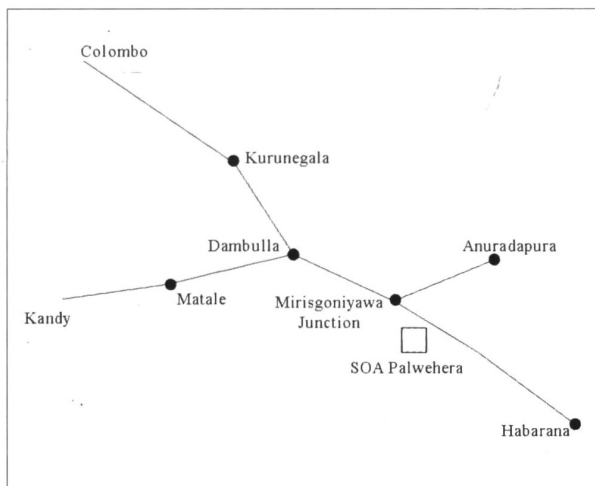 Colombo
Kurunegala
Dambulla
Anuradapura
Matale
Mirisgoniyawa
Junction
Kandy
SOA Palwehera
Habarana